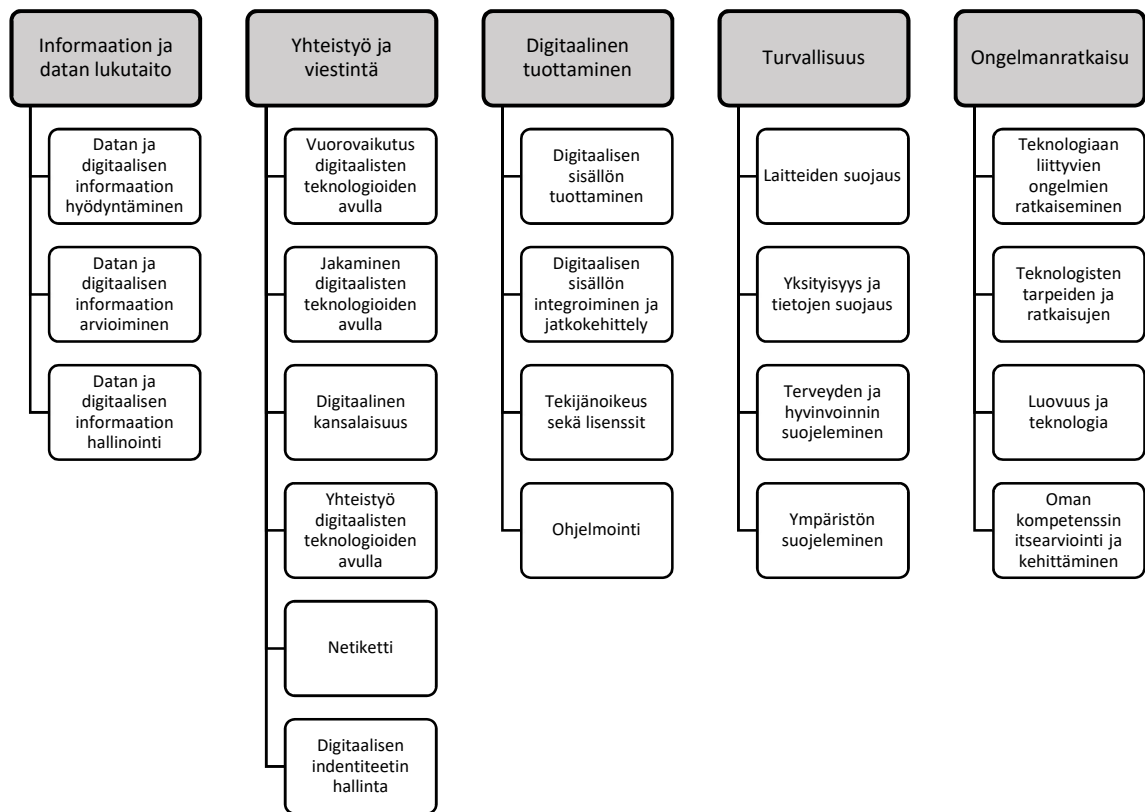 Informaation ja
datan lukutaito
Datan ja
digitaalisen
informaation
hyödyntäminen
Datan ja
digitaalisen
informaation
arvioiminen
Datan ja
digitaalisen
informaation
hallinointi
Yhteistyö ja
viestintä
Vuorovaikutus
digitaalisten
teknologioiden
avulla
Jakaminen
digitaalisten
teknologioiden
avulla
Digitaalinen
kansalaisuus
Yhteistyö
digitaalisten
teknologioiden
avulla
Netiketti
Digitaalisen
indentiteetin
hallinta
Digitaalinen
tuottaminen
Digitaalisen
sisällön
tuottaminen
Digitaalisen
sisällön
integroiminen ja
jatkokehittely
Tekijänoikeus
sekä lisenssit
Ohjelmointi
Turvallisuus
Laitteiden suojaus
Yksityisyys ja
tietojen suojaus
Terveyden ja
hyvinvoinnin
suojeleminen
Ympäristön
suojeleminen
Ongelmanratkaisu
Teknologiaan
liittyvien
ongelmien
ratkaiseminen
Teknologisten
tarpeiden ja
ratkaisujen
Luovuus ja
teknologia
Oman
kompetenssin
itsearviointi ja
kehittäminen